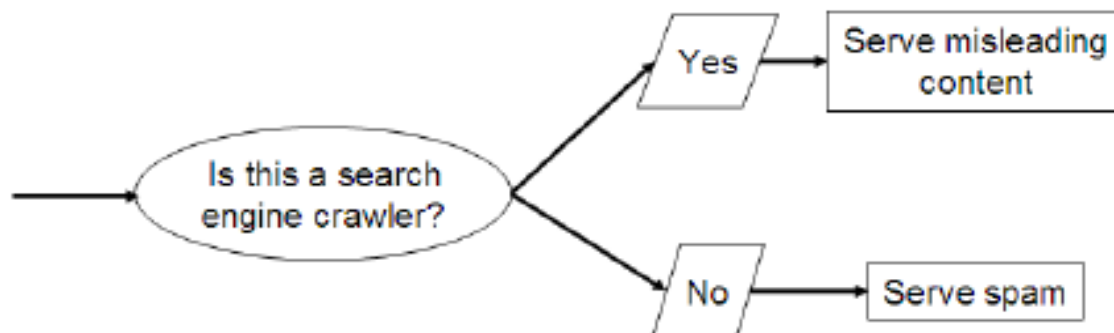 Is this a search
engine crawler?
Yes
Serve misleading
content
No
Serve spam